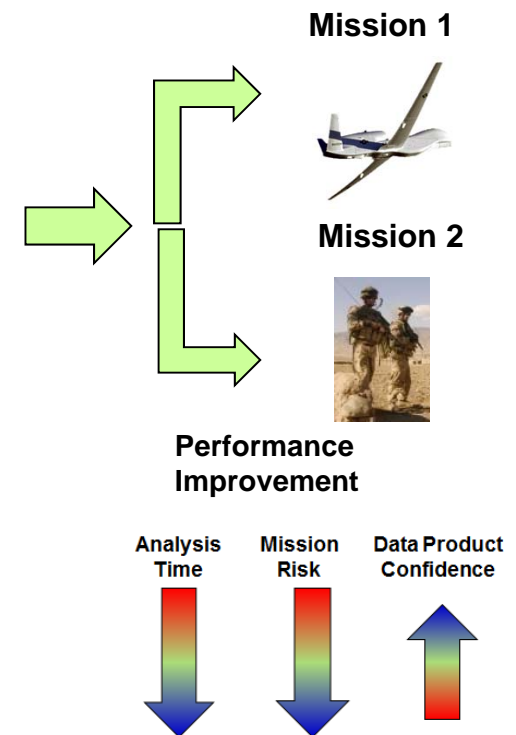 Mission 1
Mission 2
Performance
Improvement
Analysis
Time
Mission
Risk
Data Product
Confidence